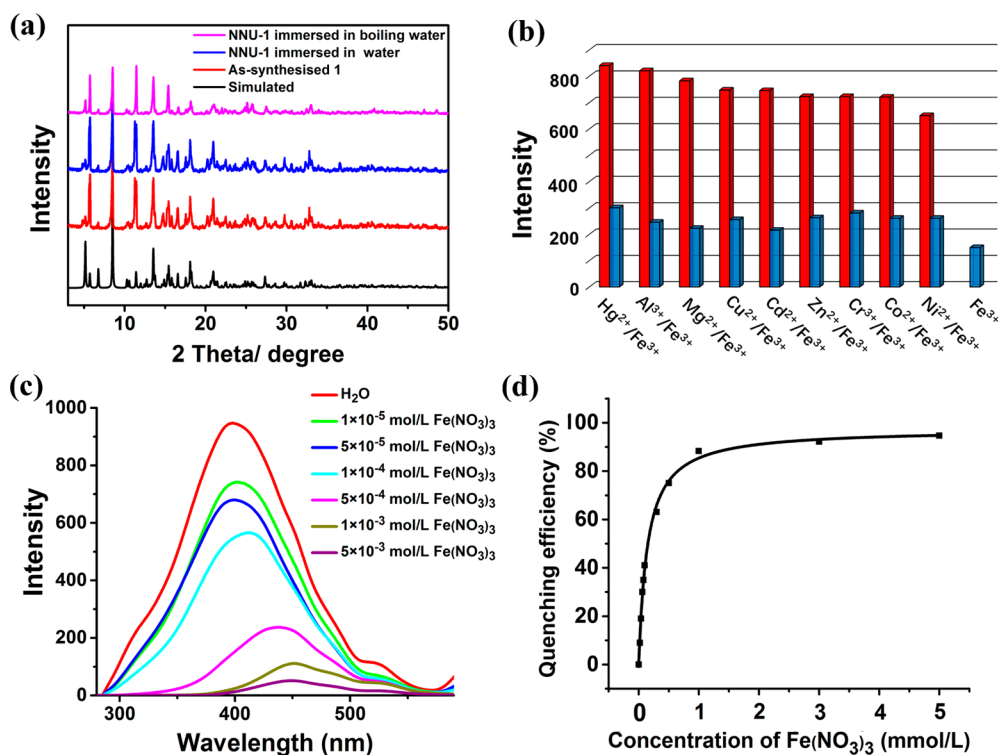 (a)
NNU-1 immersed in boiling water
NNU-1 immersed in water
As-synthesised 1
Simulated
Intensity
10 20 30 40 50
2 Theta/ degree
(b)
Intensity
800
600
400
200
0
Hg²⁺/Fe³⁺
Al³⁺/Fe³⁺
Mg²⁺/Fe³⁺
Cu²⁺/Fe³⁺
Cd²⁺/Fe³⁺
Zn²⁺/Fe³⁺
Cr³⁺/Fe³⁺
Co²⁺/Fe³⁺
Ni²⁺/Fe³⁺
Fe³⁺
(c)
H₂O
1×10⁻⁵ mol/L Fe(NO₃)₃
5×10⁻⁵ mol/L Fe(NO₃)₃
1×10⁻⁴ mol/L Fe(NO₃)₃
5×10⁻⁴ mol/L Fe(NO₃)₃
1×10⁻³ mol/L Fe(NO₃)₃
5×10⁻³ mol/L Fe(NO₃)₃
Intensity
1000
800
600
400
200
0
300 400 500
Wavelength (nm)
(d)
Quenching efficiency (%)
100
80
60
40
20
0
0 1 2 3 4 5
Concentration of Fe(NO₃)₃ (mmol/L)